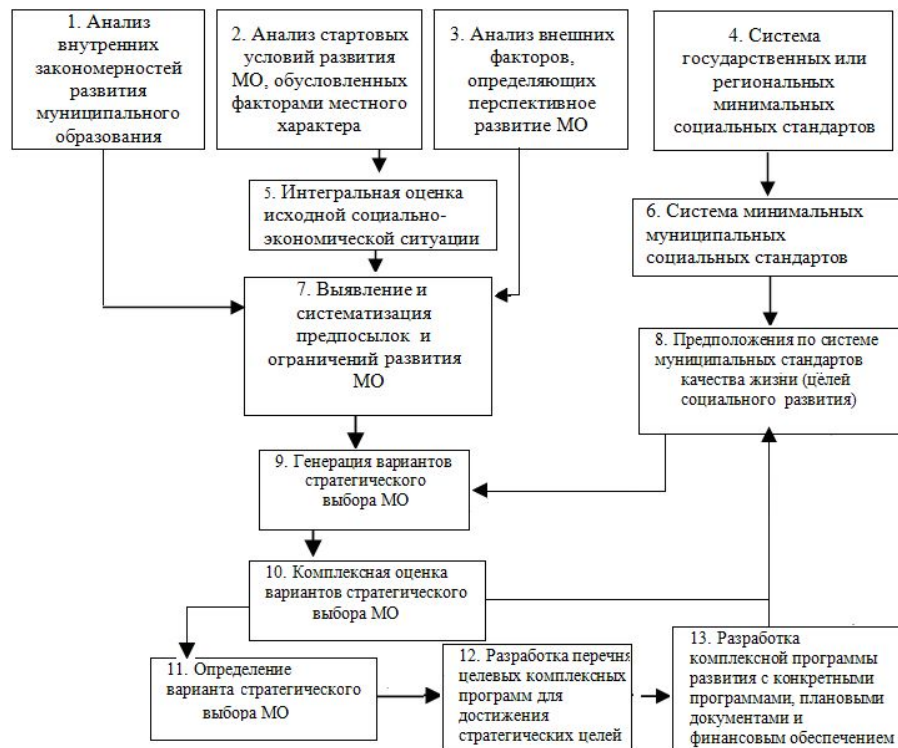 1. Анализ
внутренних
закономерностей
развития
муниципального
образования
2. Анализ стартовых
условий развития
МО, обусловленных
факторами местного
характера
3. Анализ внешних
факторов,
определяющих
перспективное
развитие МО
4. Система
государственных или
региональных
минимальных
социальных стандартов
5. Интегральная оценка
исходной социально-
экономической ситуации
6. Система минимальных
муниципальных
социальных стандартов
7. Выявление и
систематизация
предпосылок и
ограничений развития
МО
8. Предположения по системе
муниципальных стандартов
качества жизни (целей
социального развития)
9. Генерация вариантов
стратегического
выбора МО
10. Комплексная оценка
вариантов стратегического
выбора МО
11. Определение
варианта стратегического
выбора МО
12. Разработка перечня
целевых комплексных
программ для
достижения
стратегических целей
13. Разработка
комплексной программы
развития с конкретными
программами, плановыми
документами и
финансовым обеспечением